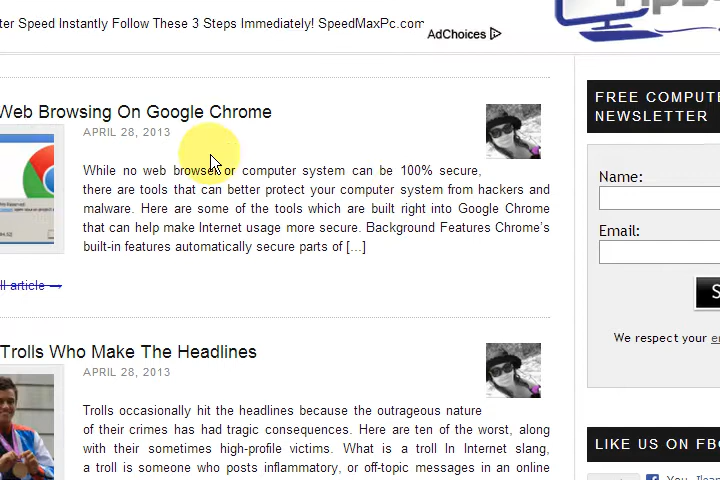 Speed Instantly Follow These 3 Steps Immediately! SpeedMaxPc.com
AdChoices
Web Browsing On Google Chrome
APRIL 28, 2013
While no web browser or computer system can be 100% secure,
there are tools that can better protect your computer system from hackers and
malware. Here are some of the tools which are built right into Google Chrome
that can help make Internet usage more secure. Background Features Chrome's
built-in features automatically secure parts of [...]
article →
Trolls Who Make The Headlines
APRIL 28, 2013
Trolls occasionally hit the headlines because the outrageous nature
of their crimes has had tragic consequences. Here are ten of the worst, along
with their sometimes high-profile victims. What is a troll In Internet slang,
a troll is someone who posts inflammatory, or off-topic messages in an online
FREE COMPUTE
NEWSLETTER
Name:
Email:
S
We respect your
LIKE US ON FB
You